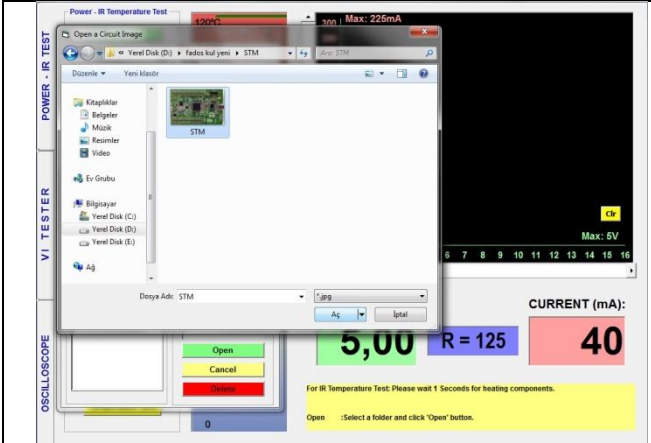 Power - IR Temperature Test
120°C
300
Max: 225mA
Open a Circuit Image
« Yerel Disk (D:) ▸ fados kul yeni ▸ STM
Ara: STM
Düzenle
Yeni klasör
Kitaplıklar
Belgeler
Müzik
Resimler
Video
Ev Grubu
Bilgisayar
Yerel Disk (C:)
Yerel Disk (D:)
Yerel Disk (E:)
Ağ
STM
Dosya Adı: STM
*.jpg
Aç
İptal
POWER - IR TEST
VI TESTER
OSCILLOSCOPE
Clr
Max: 5V
6 7 8 9 10 11 12 13 14 15 16
CURRENT (mA):
5,00
R = 125
40
Open
Cancel
Delete
0
For IR Temperature Test: Please wait 1 Seconds for heating components.
Open :Select a folder and click 'Open' button.